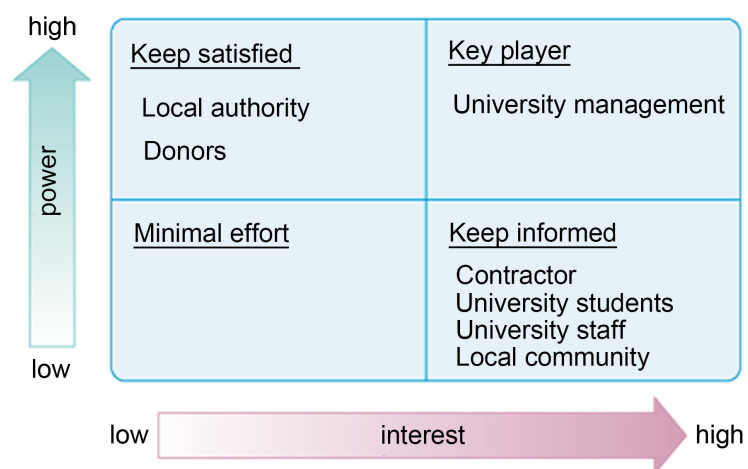 high
Keep satisfied
Key player
Local authority
University management
Donors
power
Minimal effort
Keep informed
Contractor
University students
University staff
Local community
low
low
interest
high